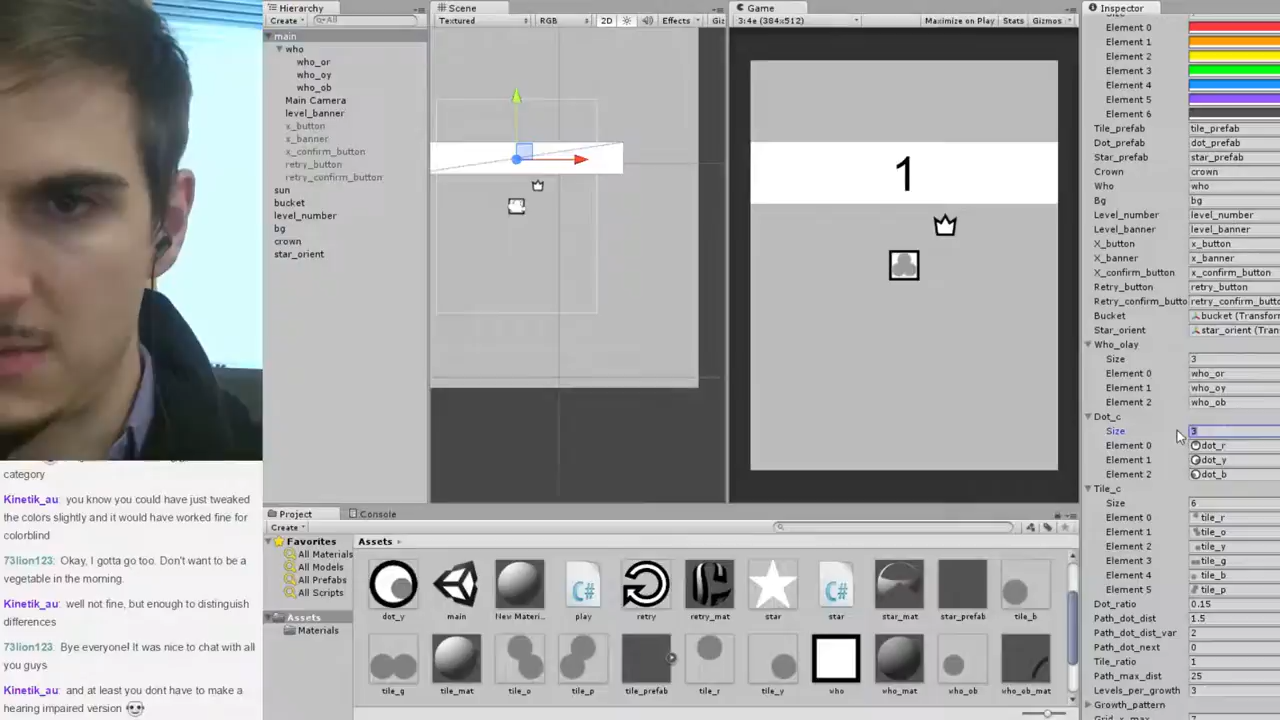 Hierarchy
Create
All
main
who
who_or
who_oy
who_ob
Main Camera
level_banner
x_button
x_banner
x_confirm_button
retry_button
retry_confirm_button
sun
bucket
level_number
bg
crown
star_orient
Scene
Textured
RGB
2D
Effects
Giz
Game
3:4e (384x512)
Maximize on Play
Stats
Gizmos
1
Inspector
Element 0
Element 1
Element 2
Element 3
Element 4
Element 5
Element 6
Tile_prefab tile_prefab
Dot_prefab dot_prefab
Star_prefab star_prefab
Crown crown
Who who
Bg bg
Level_number level_number
Level_banner level_banner
X_button x_button
X_banner x_banner
X_confirm_button x_confirm_button
Retry_button retry_button
Retry_confirm_butto retry_confirm_button
Bucket bucket (Transfor
Star_orient star_orient (Tran
Who_olay
Size 3
Element 0 who_or
Element 1 who_oy
Element 2 who_ob
Dot_c
Size 3
Element 0 dot_r
Element 1 dot_y
Element 2 dot_b
Tile_c
Size 6
Element 0 tile_r
Element 1 tile_o
Element 2 tile_y
Element 3 tile_g
Element 4 tile_b
Element 5 tile_p
Dot_ratio 0.15
Path_dot_dist 1.5
Path_dot_dist_var 2
Path_dot_next 0
Tile_ratio 1
Path_max_dist 25
Levels_per_growth 3
Growth_pattern
category
Kinetik_au: you know you could have just tweaked
the colors slightly and it would have worked fine for
colorblind
73lion123: Okay, I gotta go too. Don't want to be a
vegetable in the morning.
Kinetik_au: well not fine, but enough to distinguish
differences
73lion123: Bye everyone! It was nice to chat with all
you guys
Kinetik_au: and at least you dont have to make a
hearing impaired version
Project
Console
Create
Favorites
All Materials
All Models
All Prefabs
All Scripts
Assets
Materials
Assets
C#
C#
dot_y
main
New Materi...
play
retry
retry_mat
star
star
star_mat
star_prefab
tile_b
tile_g
tile_mat
tile_o
tile_p
tile_prefab
tile_r
tile_y
who
who_mat
who_ob
who_ob_mat